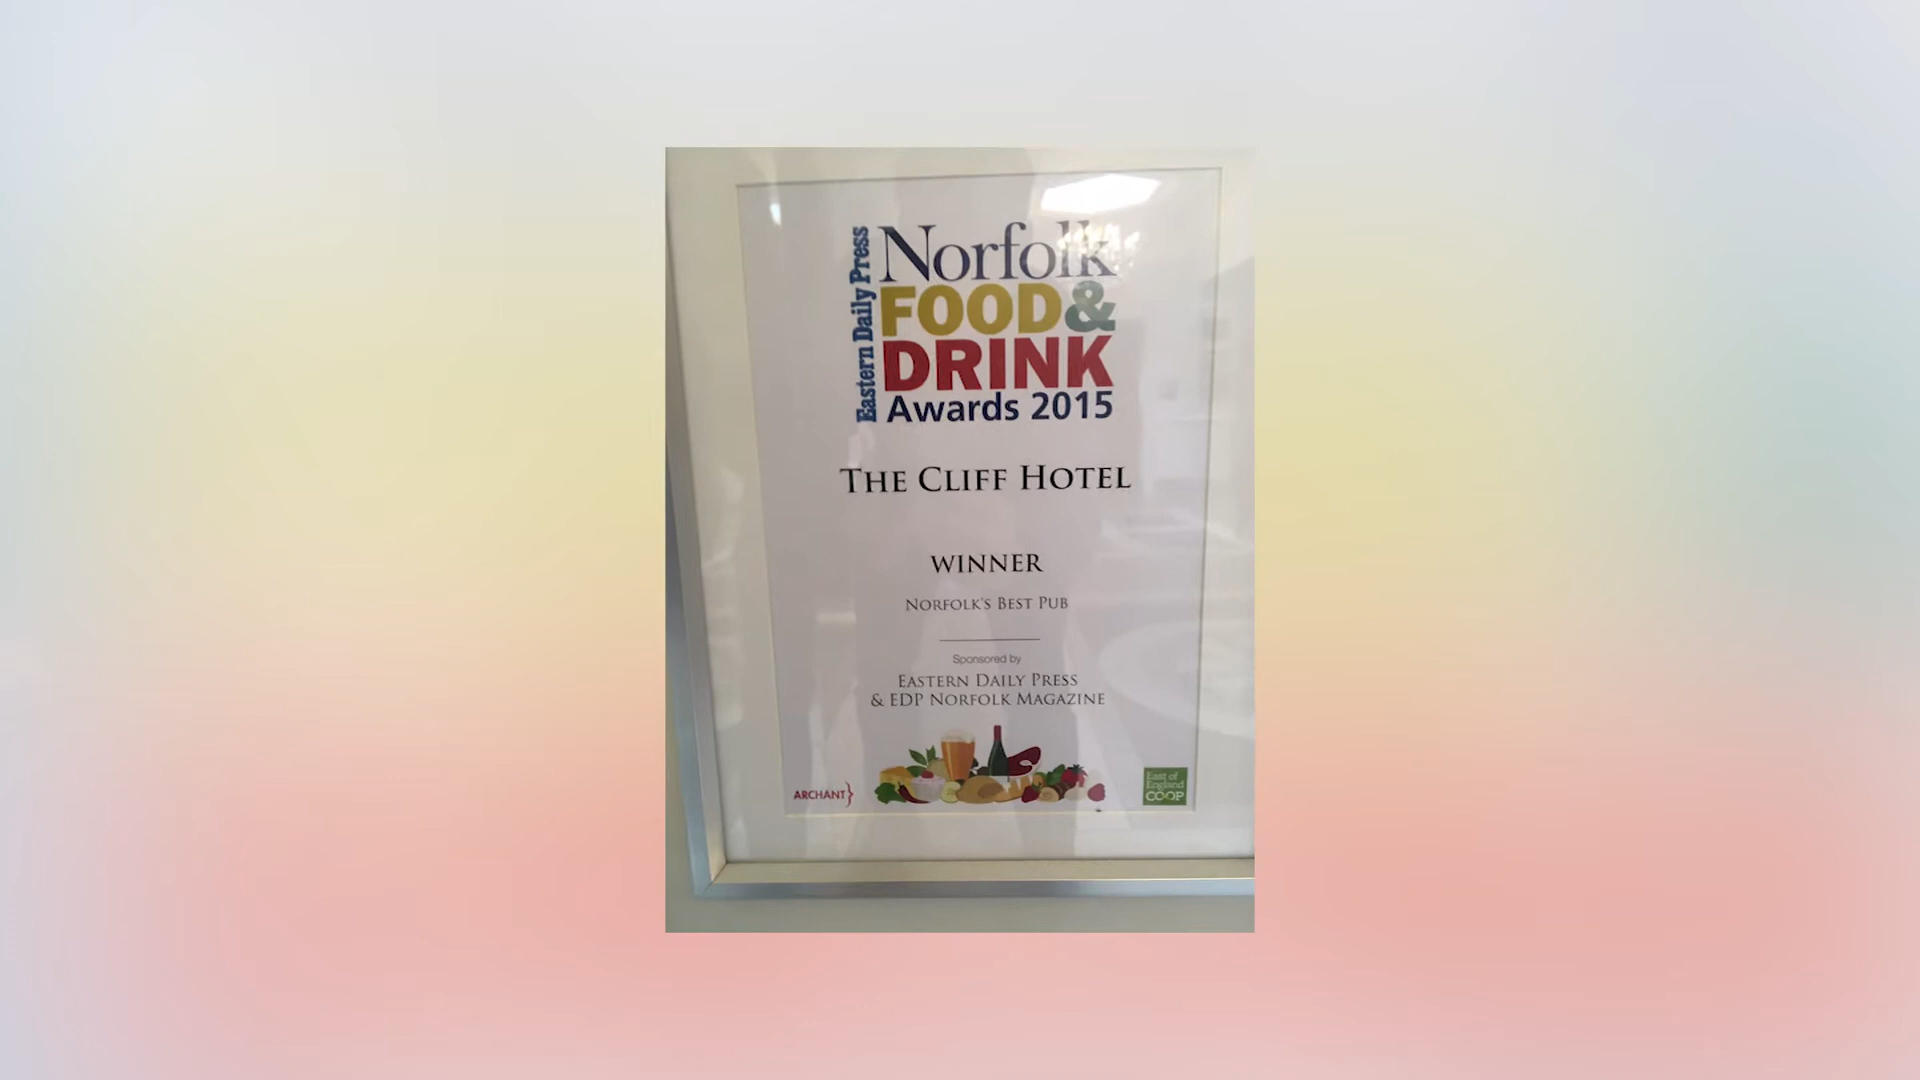 Eastern Daily Press
Norfolk
FOOD &
DRINK
Awards 2015
THE CLIFF HOTEL
WINNER
NORFOLK'S BEST PUB
Sponsored by
EASTERN DAILY PRESS
& EDP NORFOLK MAGAZINE
ARCHANT}
East of
England
COOP